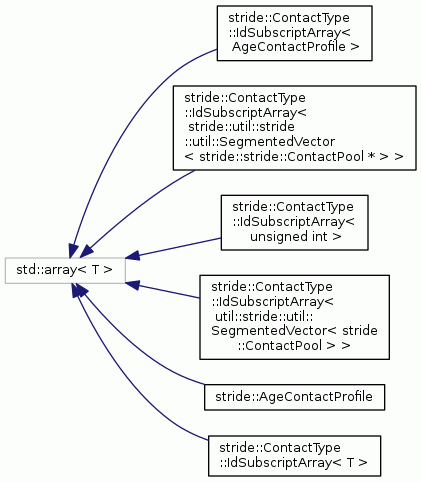 stride::ContactType
::IdSubscriptArray<
AgeContactProfile >
stride::ContactType
::IdSubscriptArray<
stride::util::stride
::util::SegmentedVector
< stride::stride::ContactPool * > >
stride::ContactType
::IdSubscriptArray<
unsigned int >
std::array< T >
stride::ContactType
::IdSubscriptArray<
util::stride::util::
SegmentedVector< stride
::ContactPool > >
stride::AgeContactProfile
stride::ContactType
::IdSubscriptArray< T >